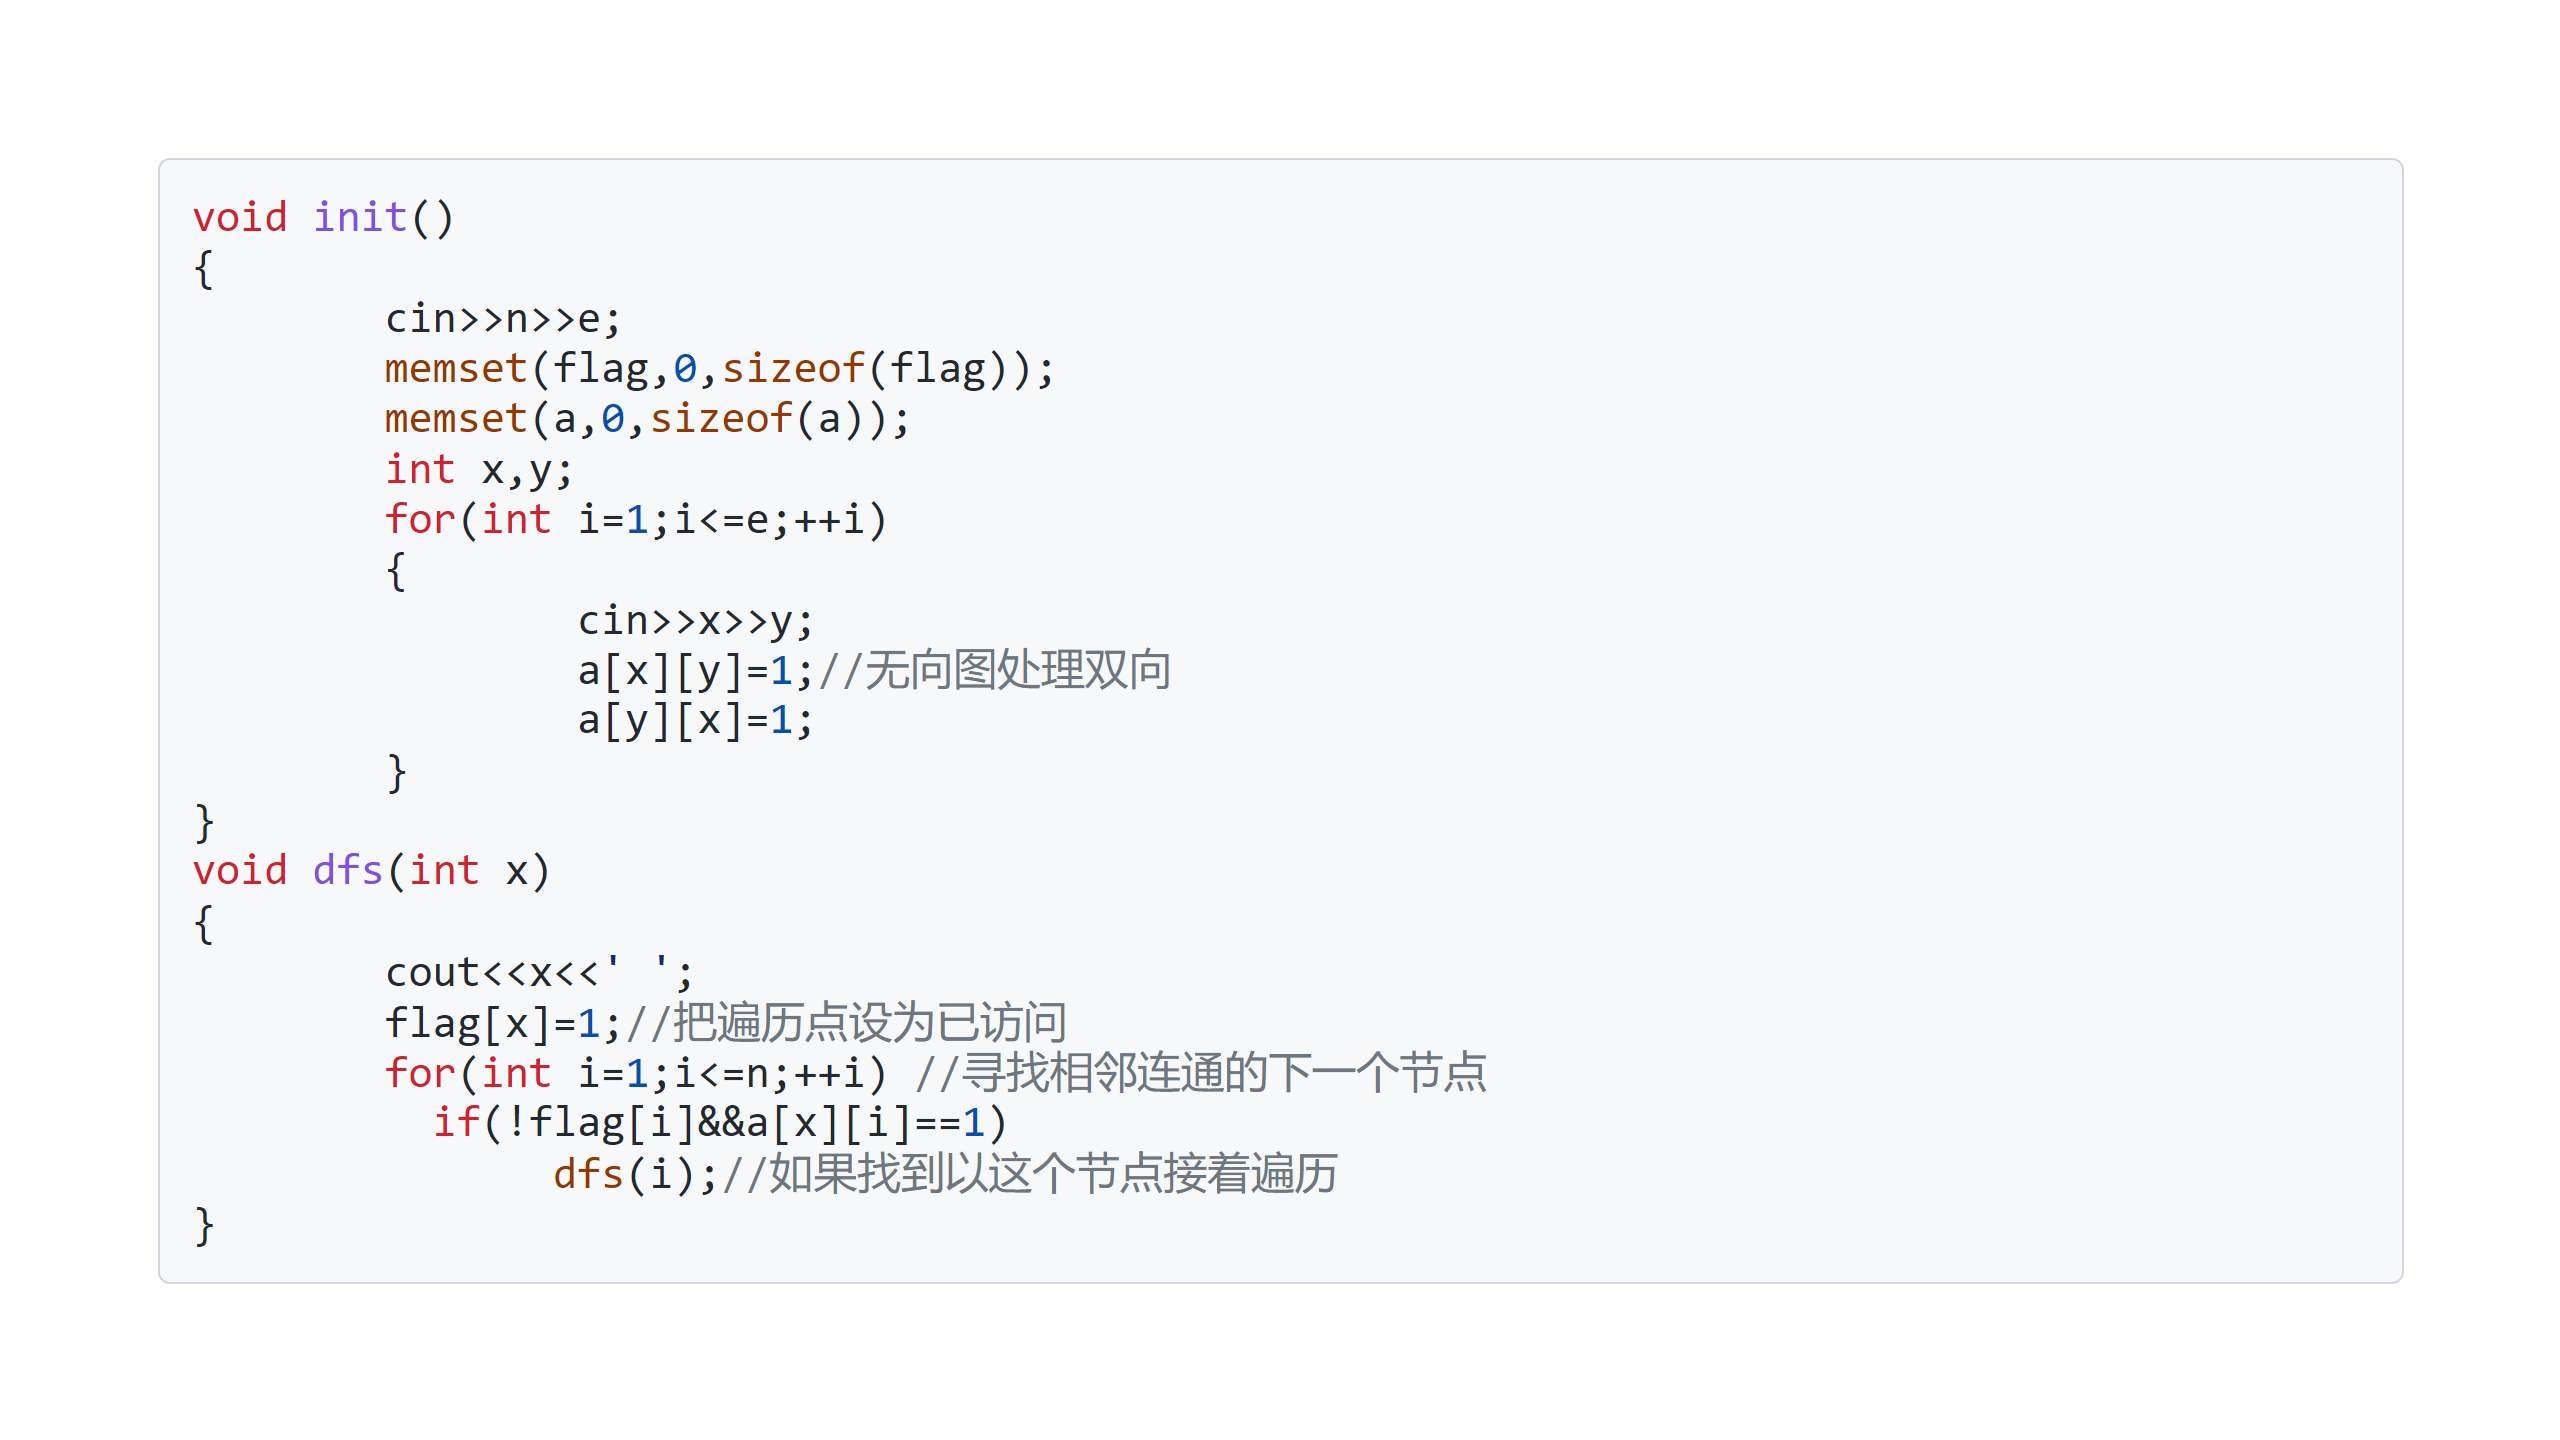 void init()
{
        cin>>n>>e;
        memset(flag,0,sizeof(flag));
        memset(a,0,sizeof(a));
        int x,y;
        for(int i=1;i<=e;++i)
        {
                cin>>x>>y;
                a[x][y]=1;//无向图处理双向
                a[y][x]=1;
        }
}
void dfs(int x)
{
        cout<<x<<' ';
        flag[x]=1;//把遍历点设为已访问
        for(int i=1;i<=n;++i) //寻找相邻连通的下一个节点
          if(!flag[i]&&a[x][i]==1)
               dfs(i);//如果找到以这个节点接着遍历
}